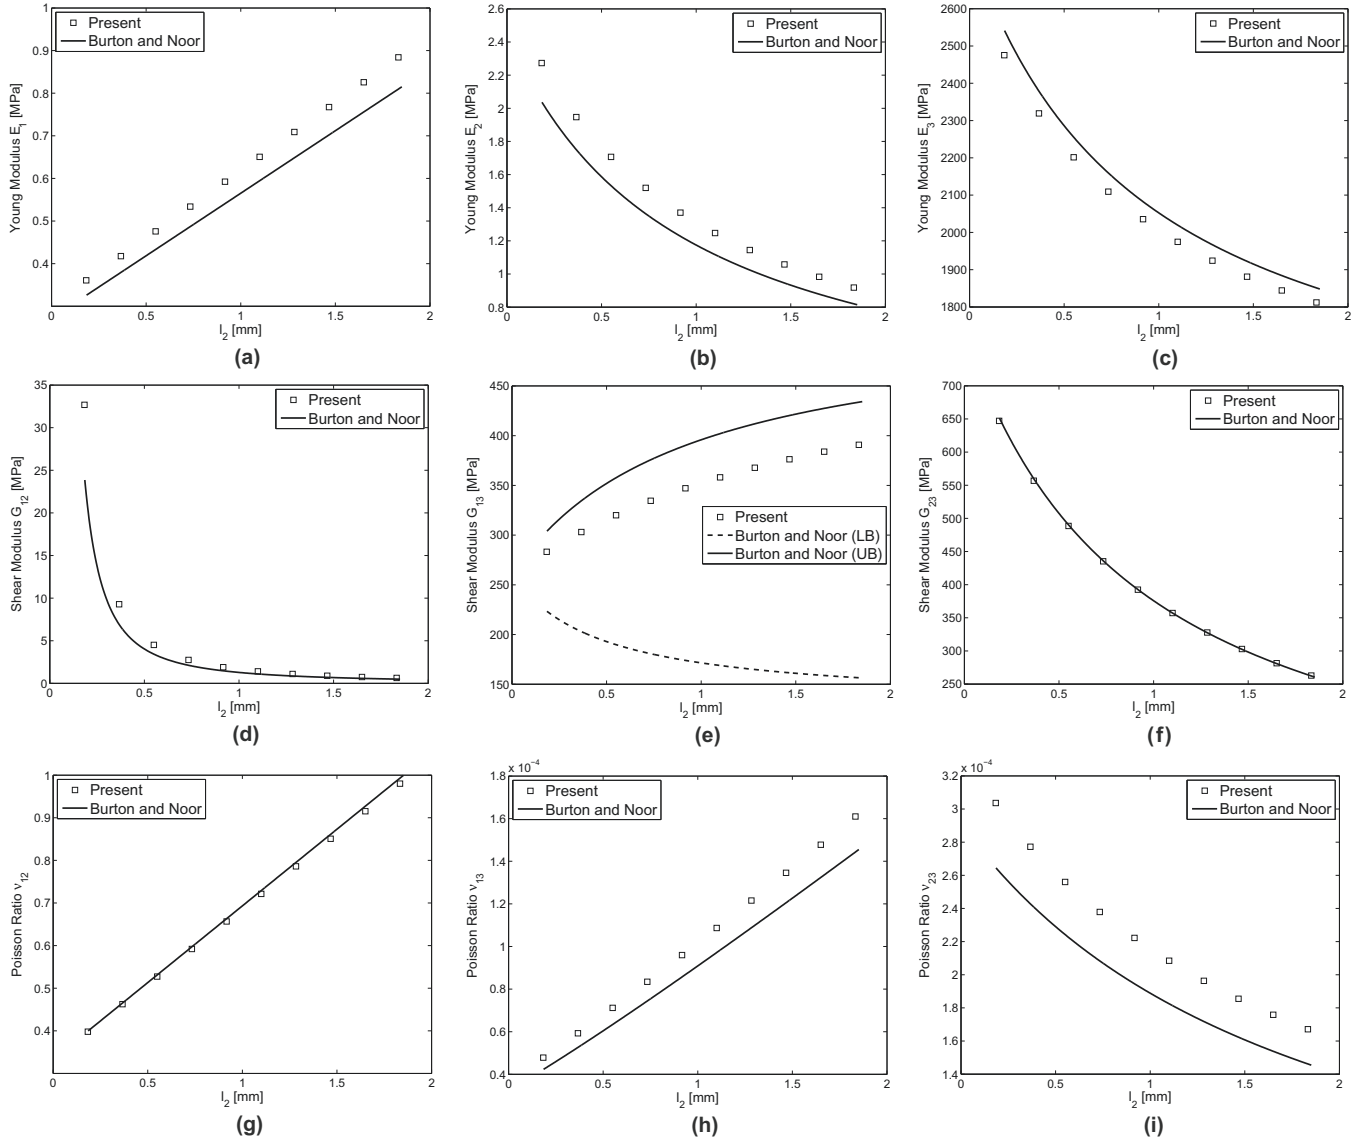 Present
Burton and Noor
Young Modulus E1 [MPa]
1
0.9
0.8
0.7
0.6
0.5
0.4
0 0.5 1 1.5 2
l2 [mm]
(a)
Present
Burton and Noor
Young Modulus E2 [MPa]
2.6
2.4
2.2
2
1.8
1.6
1.4
1.2
1
0.8
0 0.5 1 1.5 2
l2 [mm]
(b)
Present
Burton and Noor
Young Modulus E3 [MPa]
2600
2500
2400
2300
2200
2100
2000
1900
1800
0 0.5 1 1.5 2
l2 [mm]
(c)
Present
Burton and Noor
Shear Modulus G12 [MPa]
35
30
25
20
15
10
5
0
0 0.5 1 1.5 2
l2 [mm]
(d)
Present
Burton and Noor (LB)
Burton and Noor (UB)
Shear Modulus G13 [MPa]
450
400
350
300
250
200
150
0 0.5 1 1.5 2
l2 [mm]
(e)
Present
Burton and Noor
Shear Modulus G23 [MPa]
700
650
600
550
500
450
400
350
300
250
0 0.5 1 1.5 2
l2 [mm]
(f)
Present
Burton and Noor
Poisson Ratio ν12
1
0.9
0.8
0.7
0.6
0.5
0.4
0 0.5 1 1.5 2
l2 [mm]
(g)
x 10−4
Present
Burton and Noor
Poisson Ratio ν13
1.8
1.6
1.4
1.2
1
0.8
0.6
0.4
0 0.5 1 1.5 2
l2 [mm]
(h)
x 10−4
Present
Burton and Noor
Poisson Ratio ν23
3.2
3
2.8
2.6
2.4
2.2
2
1.8
1.6
1.4
0 0.5 1 1.5 2
l2 [mm]
(i)